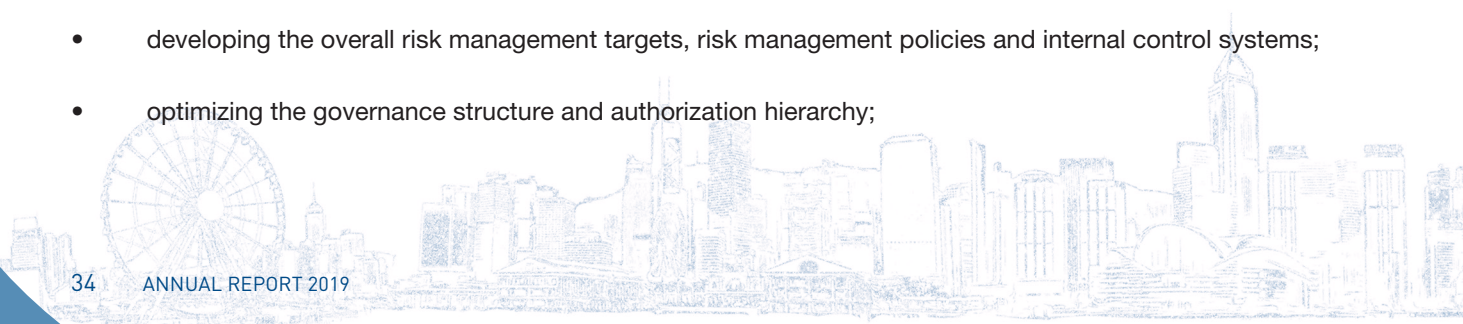 • developing the overall risk management targets, risk management policies and internal control systems;
• optimizing the governance structure and authorization hierarchy;
34 ANNUAL REPORT 2019